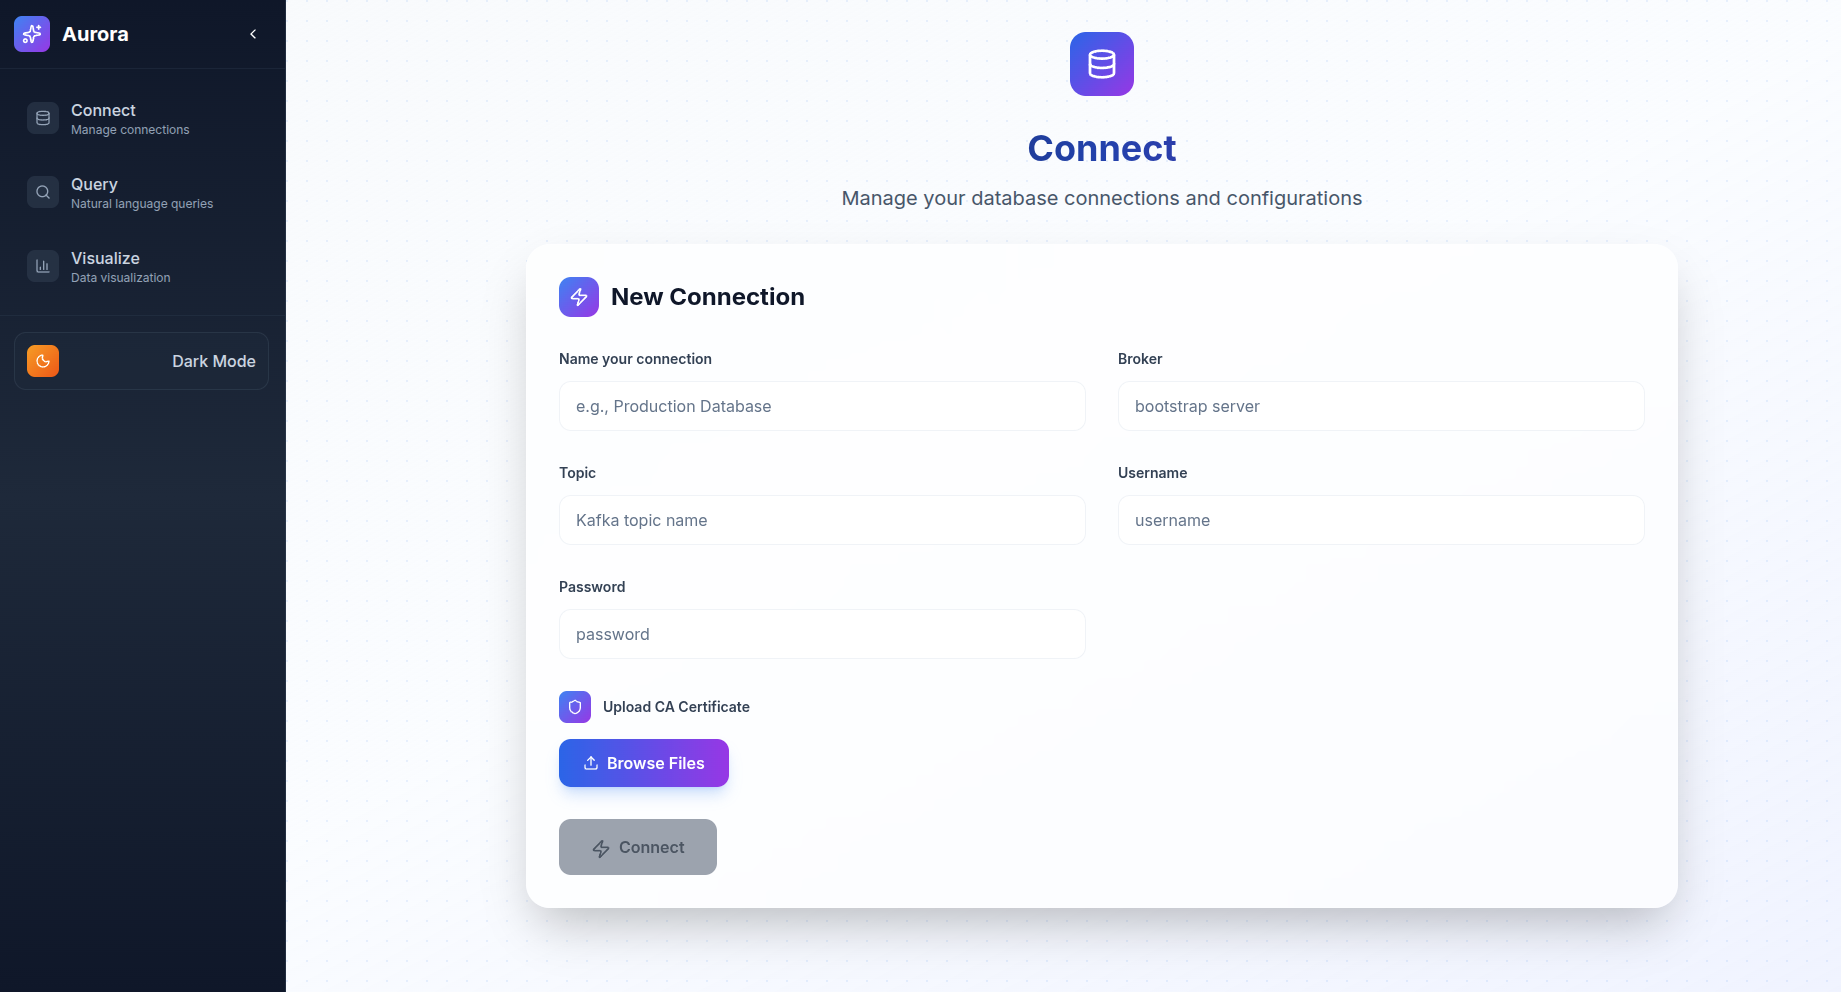 Aurora
Connect
Manage connections
Query
Natural language queries
Visualize
Data visualization
Dark Mode
Connect
Manage your database connections and configurations
New Connection
Name your connection
e.g., Production Database
Broker
bootstrap server
Topic
Kafka topic name
Username
username
Password
password
Upload CA Certificate
Browse Files
Connect